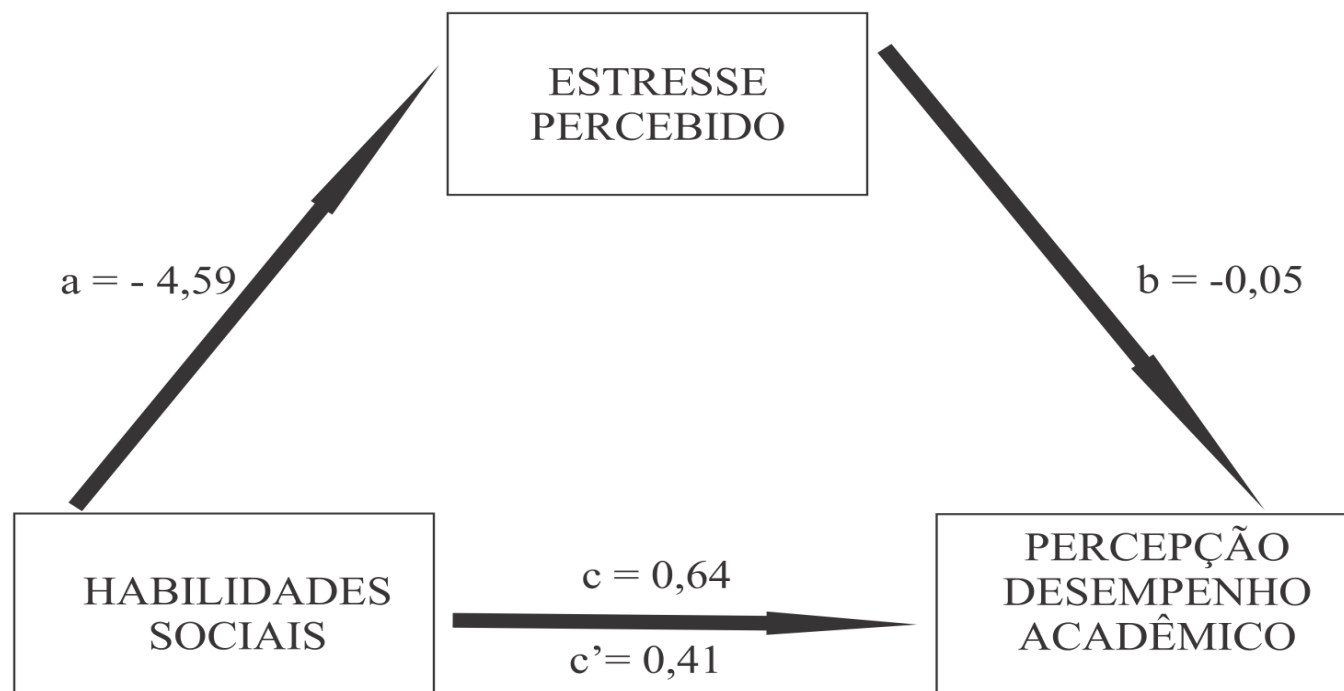 ESTRESSE
PERCEBIDO
a = - 4,59
b = -0,05
HABILIDADES
SOCIAIS
c = 0,64
c’= 0,41
PERCEPÇÃO
DESEMPENHO
ACADÊMICO